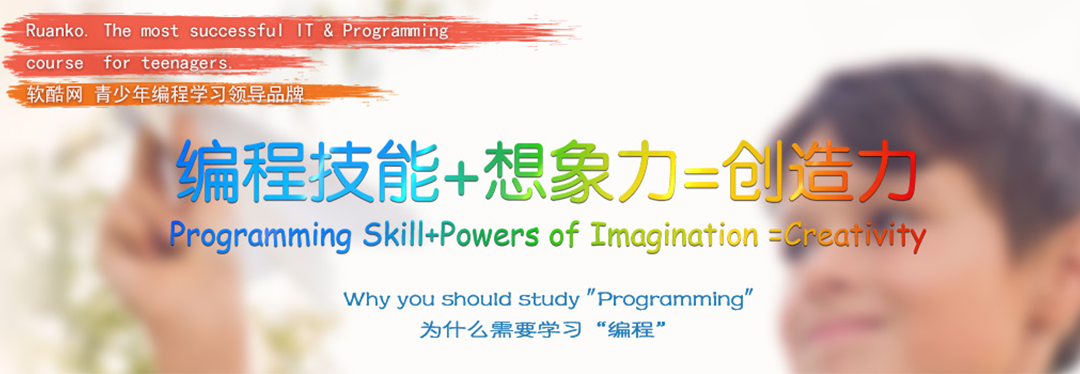 Ruanko. The most successful IT & Programming
course for teenagers.
软酷网 青少年编程学习领导品牌
编程技能+想象力=创造力
Programming Skill+Powers of Imagination =Creativity
Why you should study "Programming"
为什么需要学习“编程”